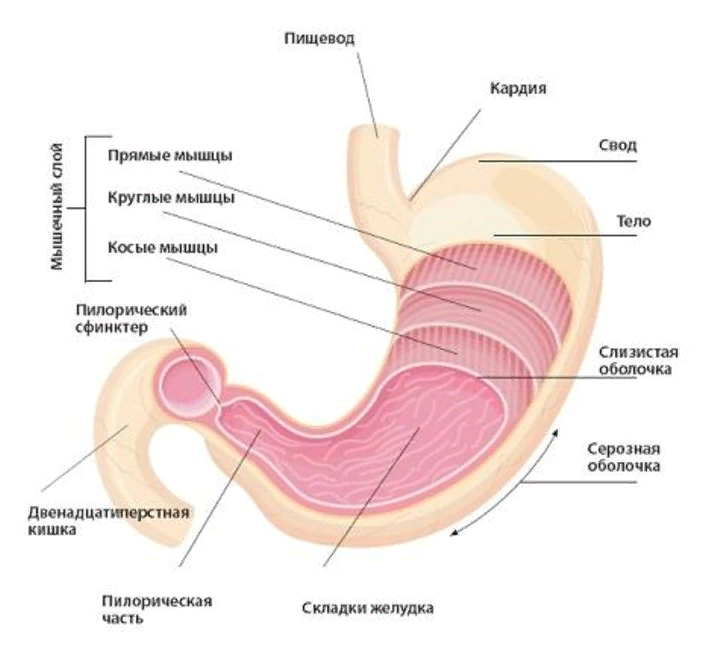 Пищевод
Кардия
Свод
Прямые мышцы
Мышечный слой
Круглые мышцы
Тело
Косые мышцы
Пилорический
сфинктер
Слизистая
оболочка
Серозная
оболочка
Двенадцатиперстная
кишка
Пилорическая
часть
Складки желудка